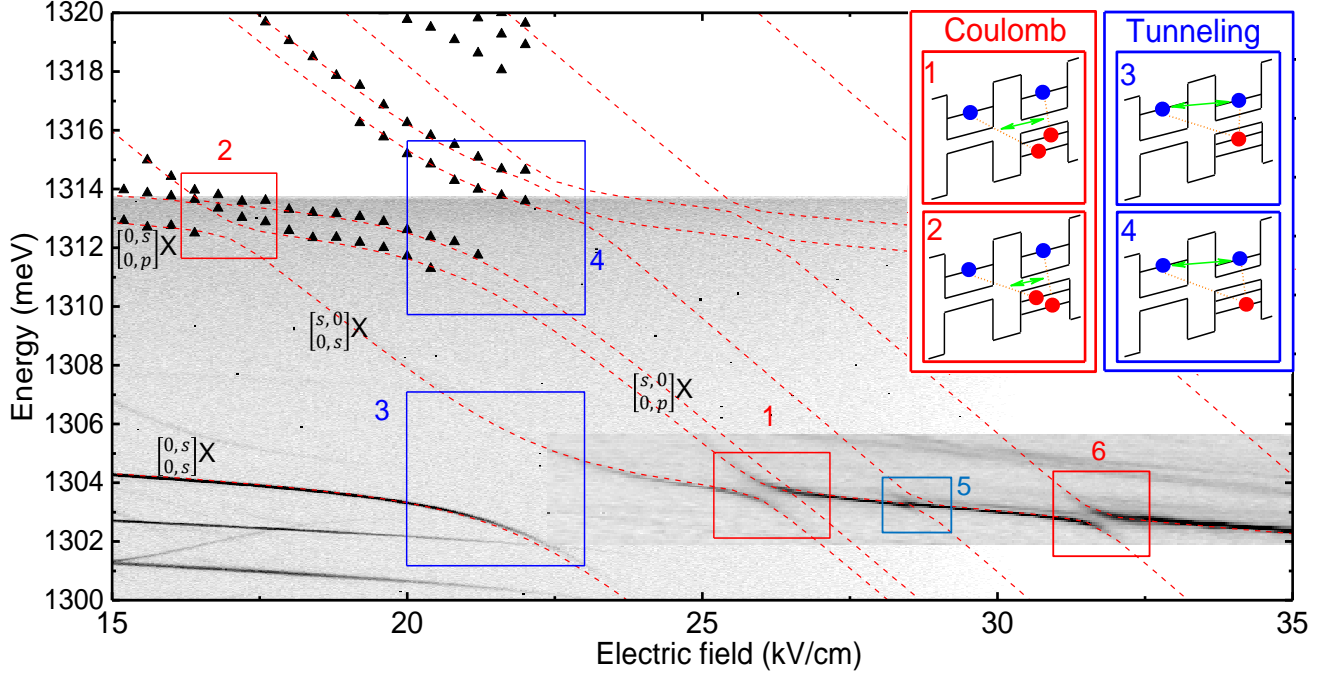 Energy (meV)
1320
1318
1316
1314
1312
1310
1308
1306
1304
1302
1300
15
20
25
30
35
Electric field (kV/cm)
2
4
3
1
5
6
[0, s]
[0, p] X
[s, 0]
[0, s] X
[s, 0]
[0, p] X
[0, s]
[0, s] X
Coulomb
1
2
Tunneling
3
4